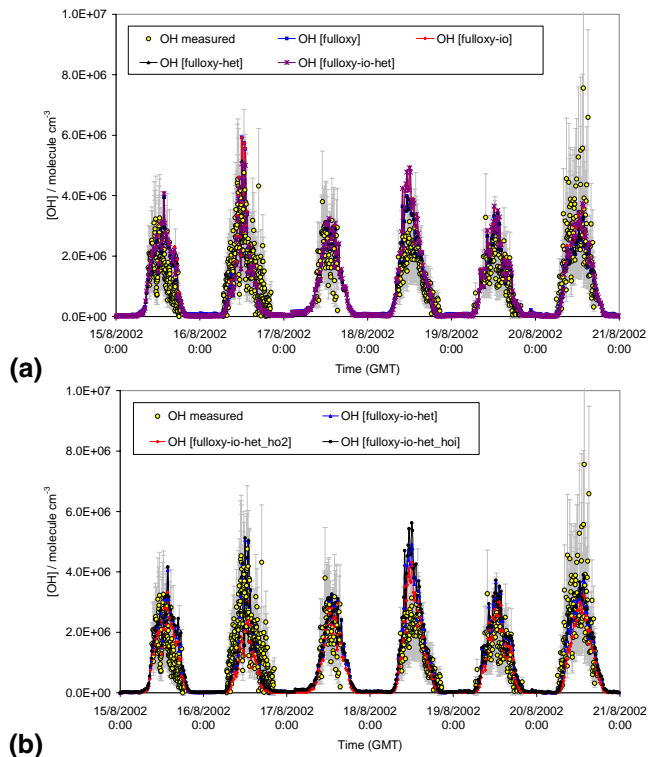 1.0E+07
OH measured OH [fulloxy] OH [fulloxy-io]
OH [fulloxy-het] OH [fulloxy-io-het]
8.0E+06
6.0E+06
4.0E+06
2.0E+06
0.0E+00
[OH] / molecule cm-3
15/8/2002 16/8/2002 17/8/2002 18/8/2002 19/8/2002 20/8/2002 21/8/2002
0:00 0:00 0:00 0:00 0:00 0:00 0:00
Time (GMT)
(a)
1.0E+07
OH measured OH [fulloxy-io-het]
OH [fulloxy-io-het_ho2] OH [fulloxy-io-het_hoi]
8.0E+06
6.0E+06
4.0E+06
2.0E+06
0.0E+00
[OH] / molecule cm-3
15/8/2002 16/8/2002 17/8/2002 18/8/2002 19/8/2002 20/8/2002 21/8/2002
0:00 0:00 0:00 0:00 0:00 0:00 0:00
Time (GMT)
(b)